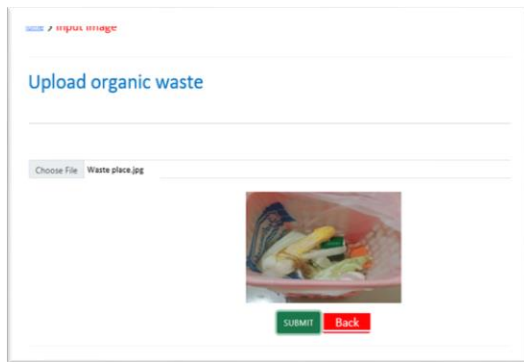 Input image
Upload organic waste
Choose File Waste place.jpg
SUBMIT Back